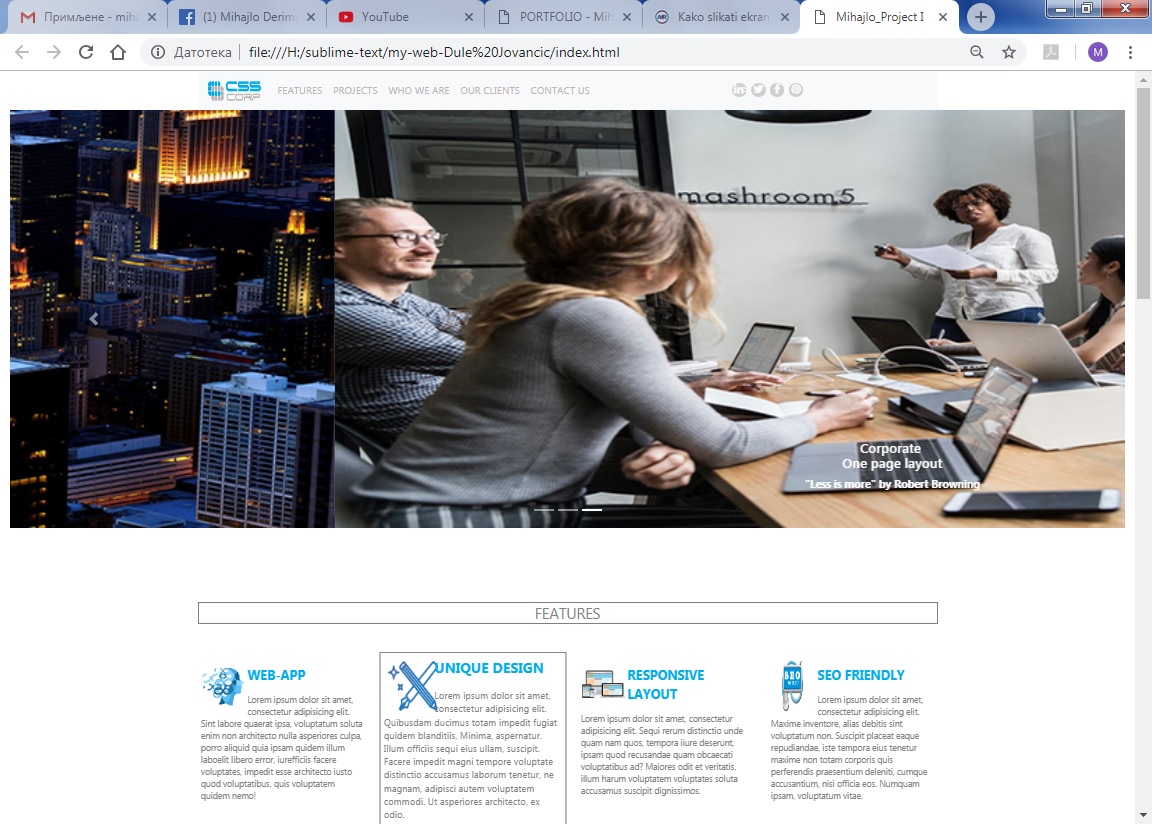 Примљене - mih
(1) Mihajlo Derima
YouTube
PORTFOLIO - Mih
Kako slikati ekran
Mihajlo_Project I
Датотека | file:///H:/sublime-text/my-web-Dule%20Jovancic/index.html
M
CSS
CORP
FEATURES PROJECTS WHO WE ARE OUR CLIENTS CONTACT US
mashroom5
Corporate
One page layout
"Less is more" by Robert Browning
FEATURES
WEB-APP
Lorem ipsum dolor sit amet,
consectetur adipisicing elit.
Sint labore quaerat ipsa, voluptatum soluta
enim non architecto nulla asperiores culpa,
porro aliquid quia ipsam quidem illum
laboelit libero error, iurefficiis facere
voluptates, impedit esse architecto iusto
quod voluptatibus, quis voluptatem
quidem nemo!
UNIQUE DESIGN
Lorem ipsum dolor sit amet,
consectetur adipisicing elit.
Quibusdam ducimus totam impedit fugiat
quidem blanditiis, Minima, aspernatur.
Illum officiis sequi eius ullam, suscipit.
Facere impedit magni tempore voluptate
distinctio accusamus laborum tenetur, ne
magnam, adipisci autem voluptatem
commodi. Ut asperiores architecto, ex
odio.
RESPONSIVE
LAYOUT
Lorem ipsum dolor sit amet, consectetur
adipisicing elit. Sequi rerum distinctio unde
quam nam quos, tempora iiure deserunt,
ipsam quod recusandae quam obcaecati
voluptatibus ad? Maiores odit et veritatis,
illum harum voluptatem voluptates soluta
accusamus suscipit dignissimos.
SEO
SEO FRIENDLY
Lorem ipsum dolor sit amet,
consectetur adipisicing elit.
Maxime inventore, alias debitis sint
voluptatum non. Suscipit placeat eaque
repudiandae, iste tempora eius tenetur
maxime non totam corporis quis
perferendis praesentium deleniti, cumque
accusantium, nisi officia eos. Numquam
ipsam, voluptatum vitae.